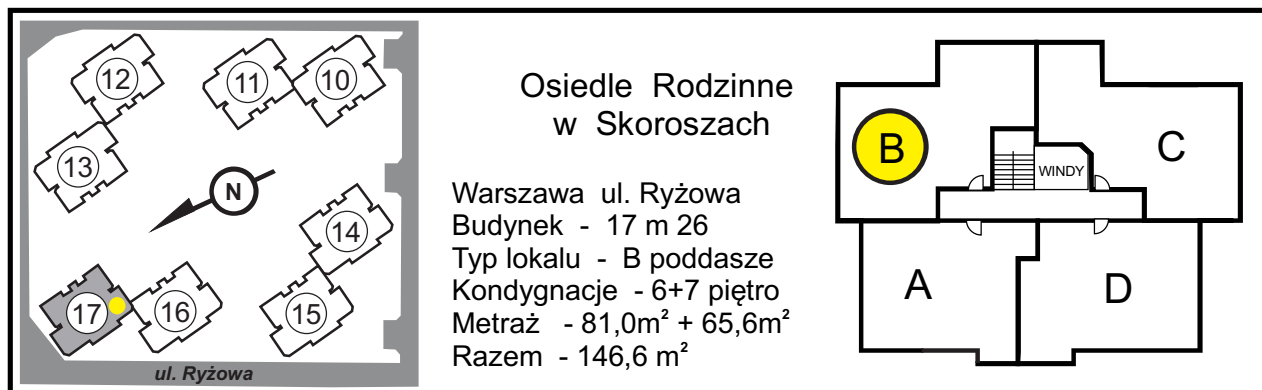 12
11
10
13
N
14
17
16
15
ul. Ryżowa
Osiedle Rodzinne
w Skoroszach
Warszawa ul. Ryżowa
Budynek - 17 m 26
Typ lokalu - B poddasze
Kondygnacje - 6+7 piętro
Metraż - 81,0m² + 65,6m²
Razem - 146,6 m²
B
C
WINDY
A
D